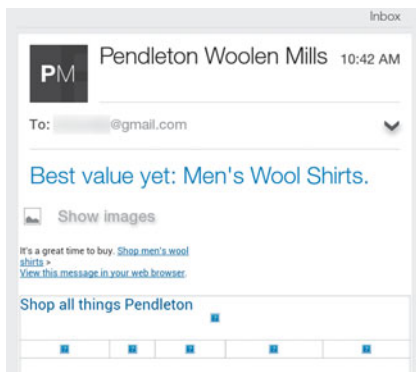 Inbox
PM
Pendleton Woolen Mills 10:42 AM
To: @gmail.com
Best value yet: Men's Wool Shirts.
Show images
It's a great time to buy. Shop men's wool
shirts >
View this message in your web browser.
Shop all things Pendleton